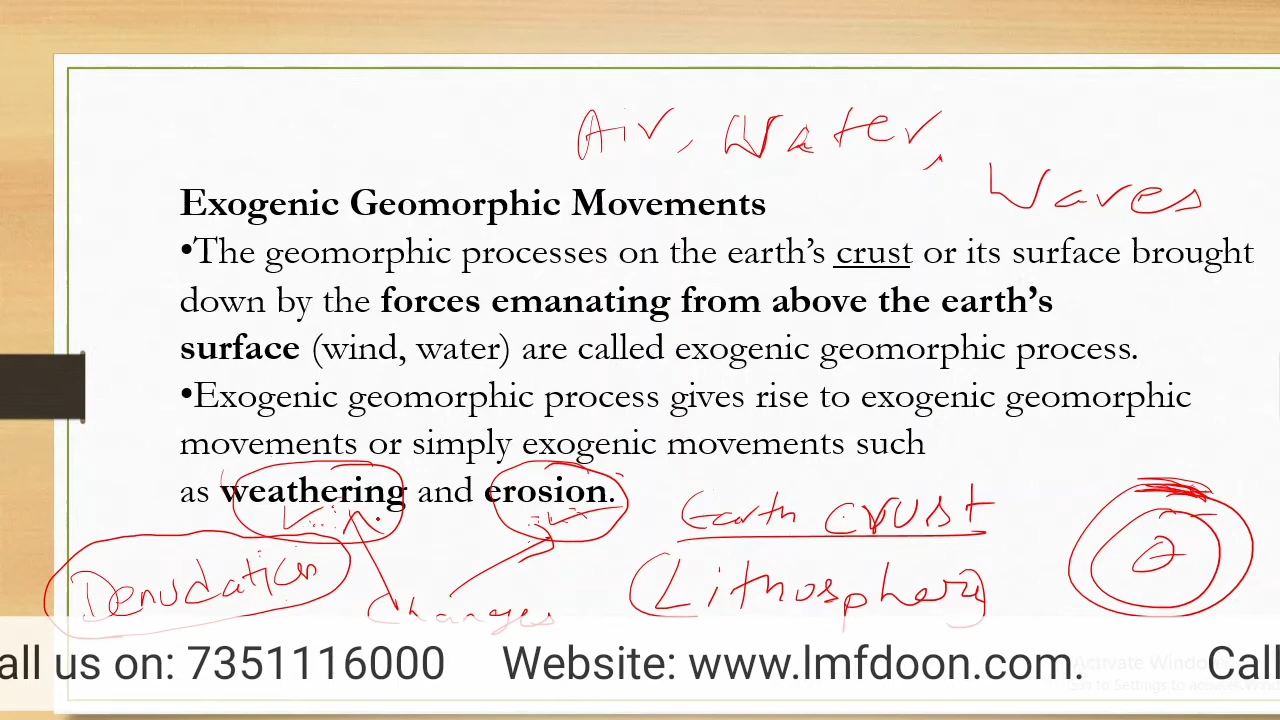 Air, Water,
Waves
Exogenic Geomorphic Movements
•The geomorphic processes on the earth’s crust or its surface brought
down by the forces emanating from above the earth’s
surface (wind, water) are called exogenic geomorphic process.
•Exogenic geomorphic process gives rise to exogenic geomorphic
movements or simply exogenic movements such
as weathering and erosion.
Earth crust
Denudation
(Lithosphere)
Changes
all us on: 7351116000 Website: www.lmfdoon.com. Call
Activate Windows